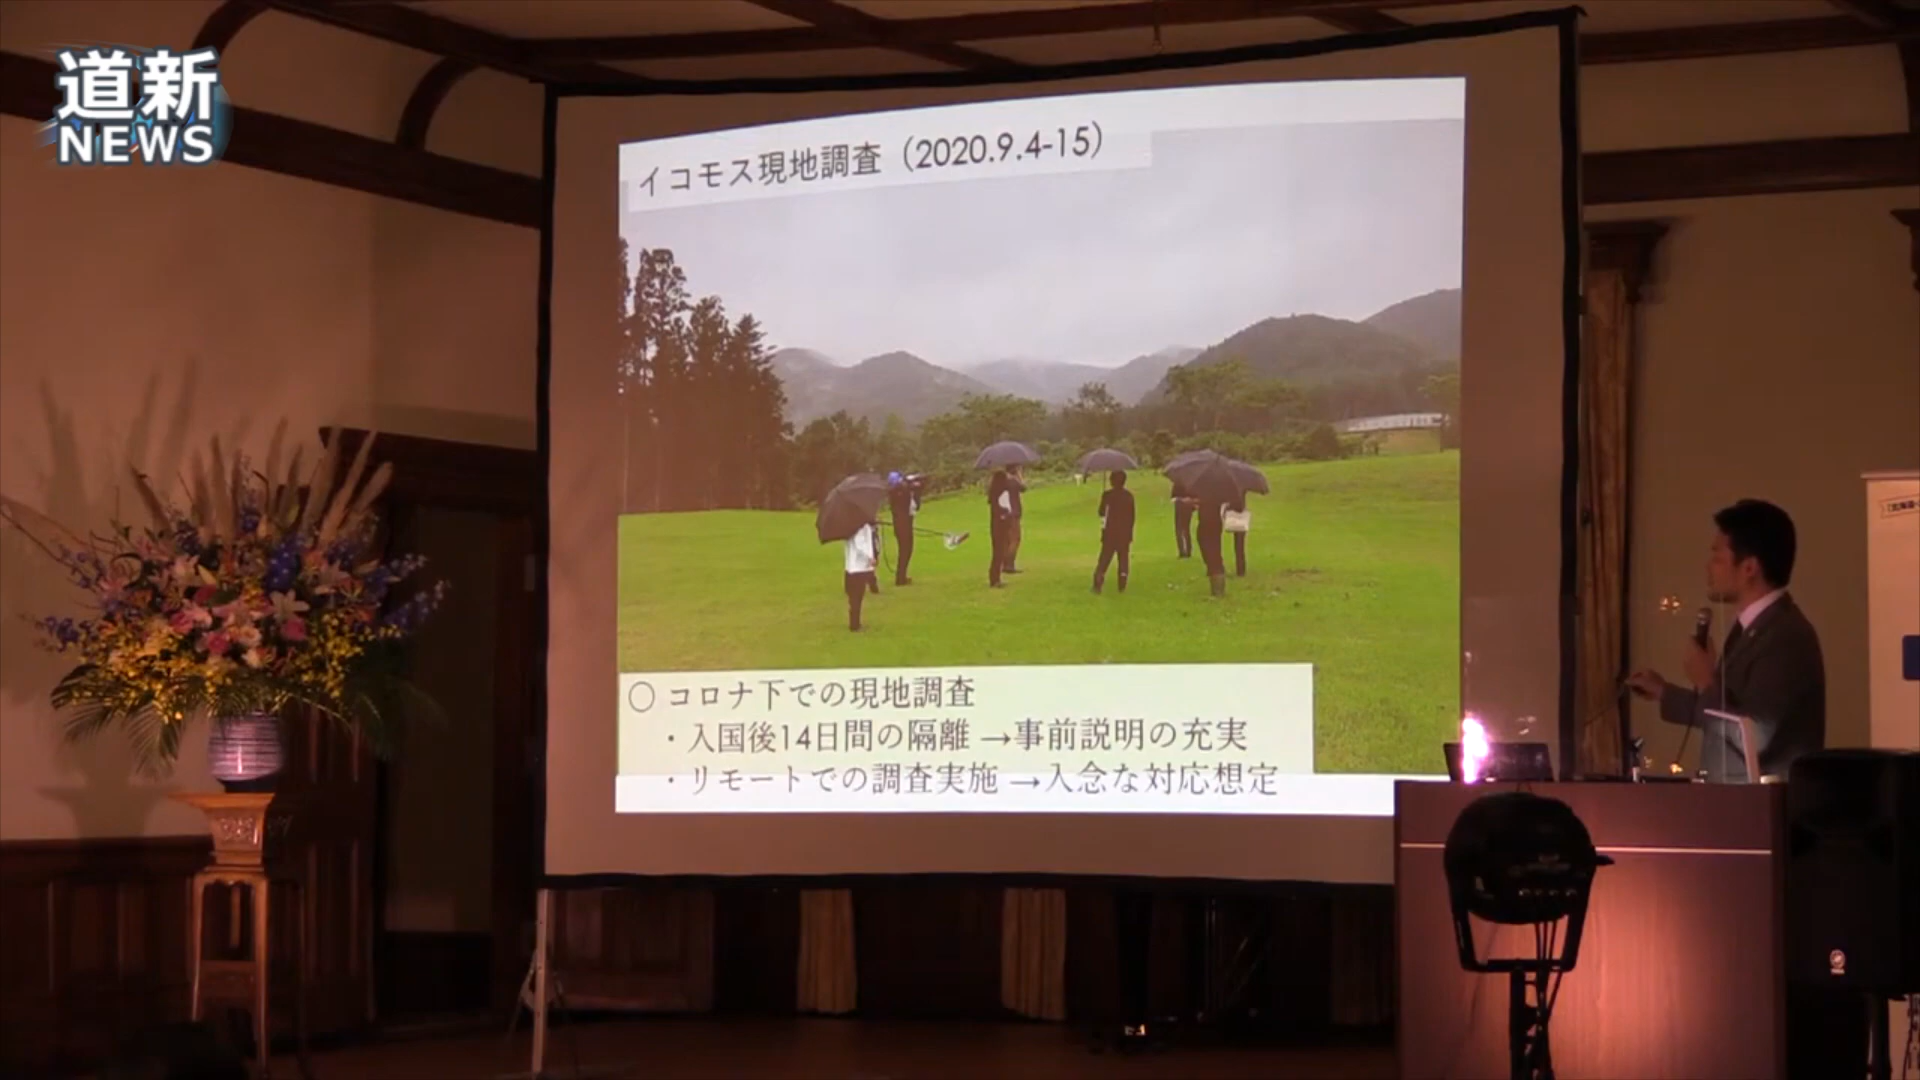 道新
NEWS
イコモス現地調査（2020.9.4-15）
○ コロナ下での現地調査
・入国後14日間の隔離 →事前説明の充実
・リモートでの調査実施 →入念な対応想定